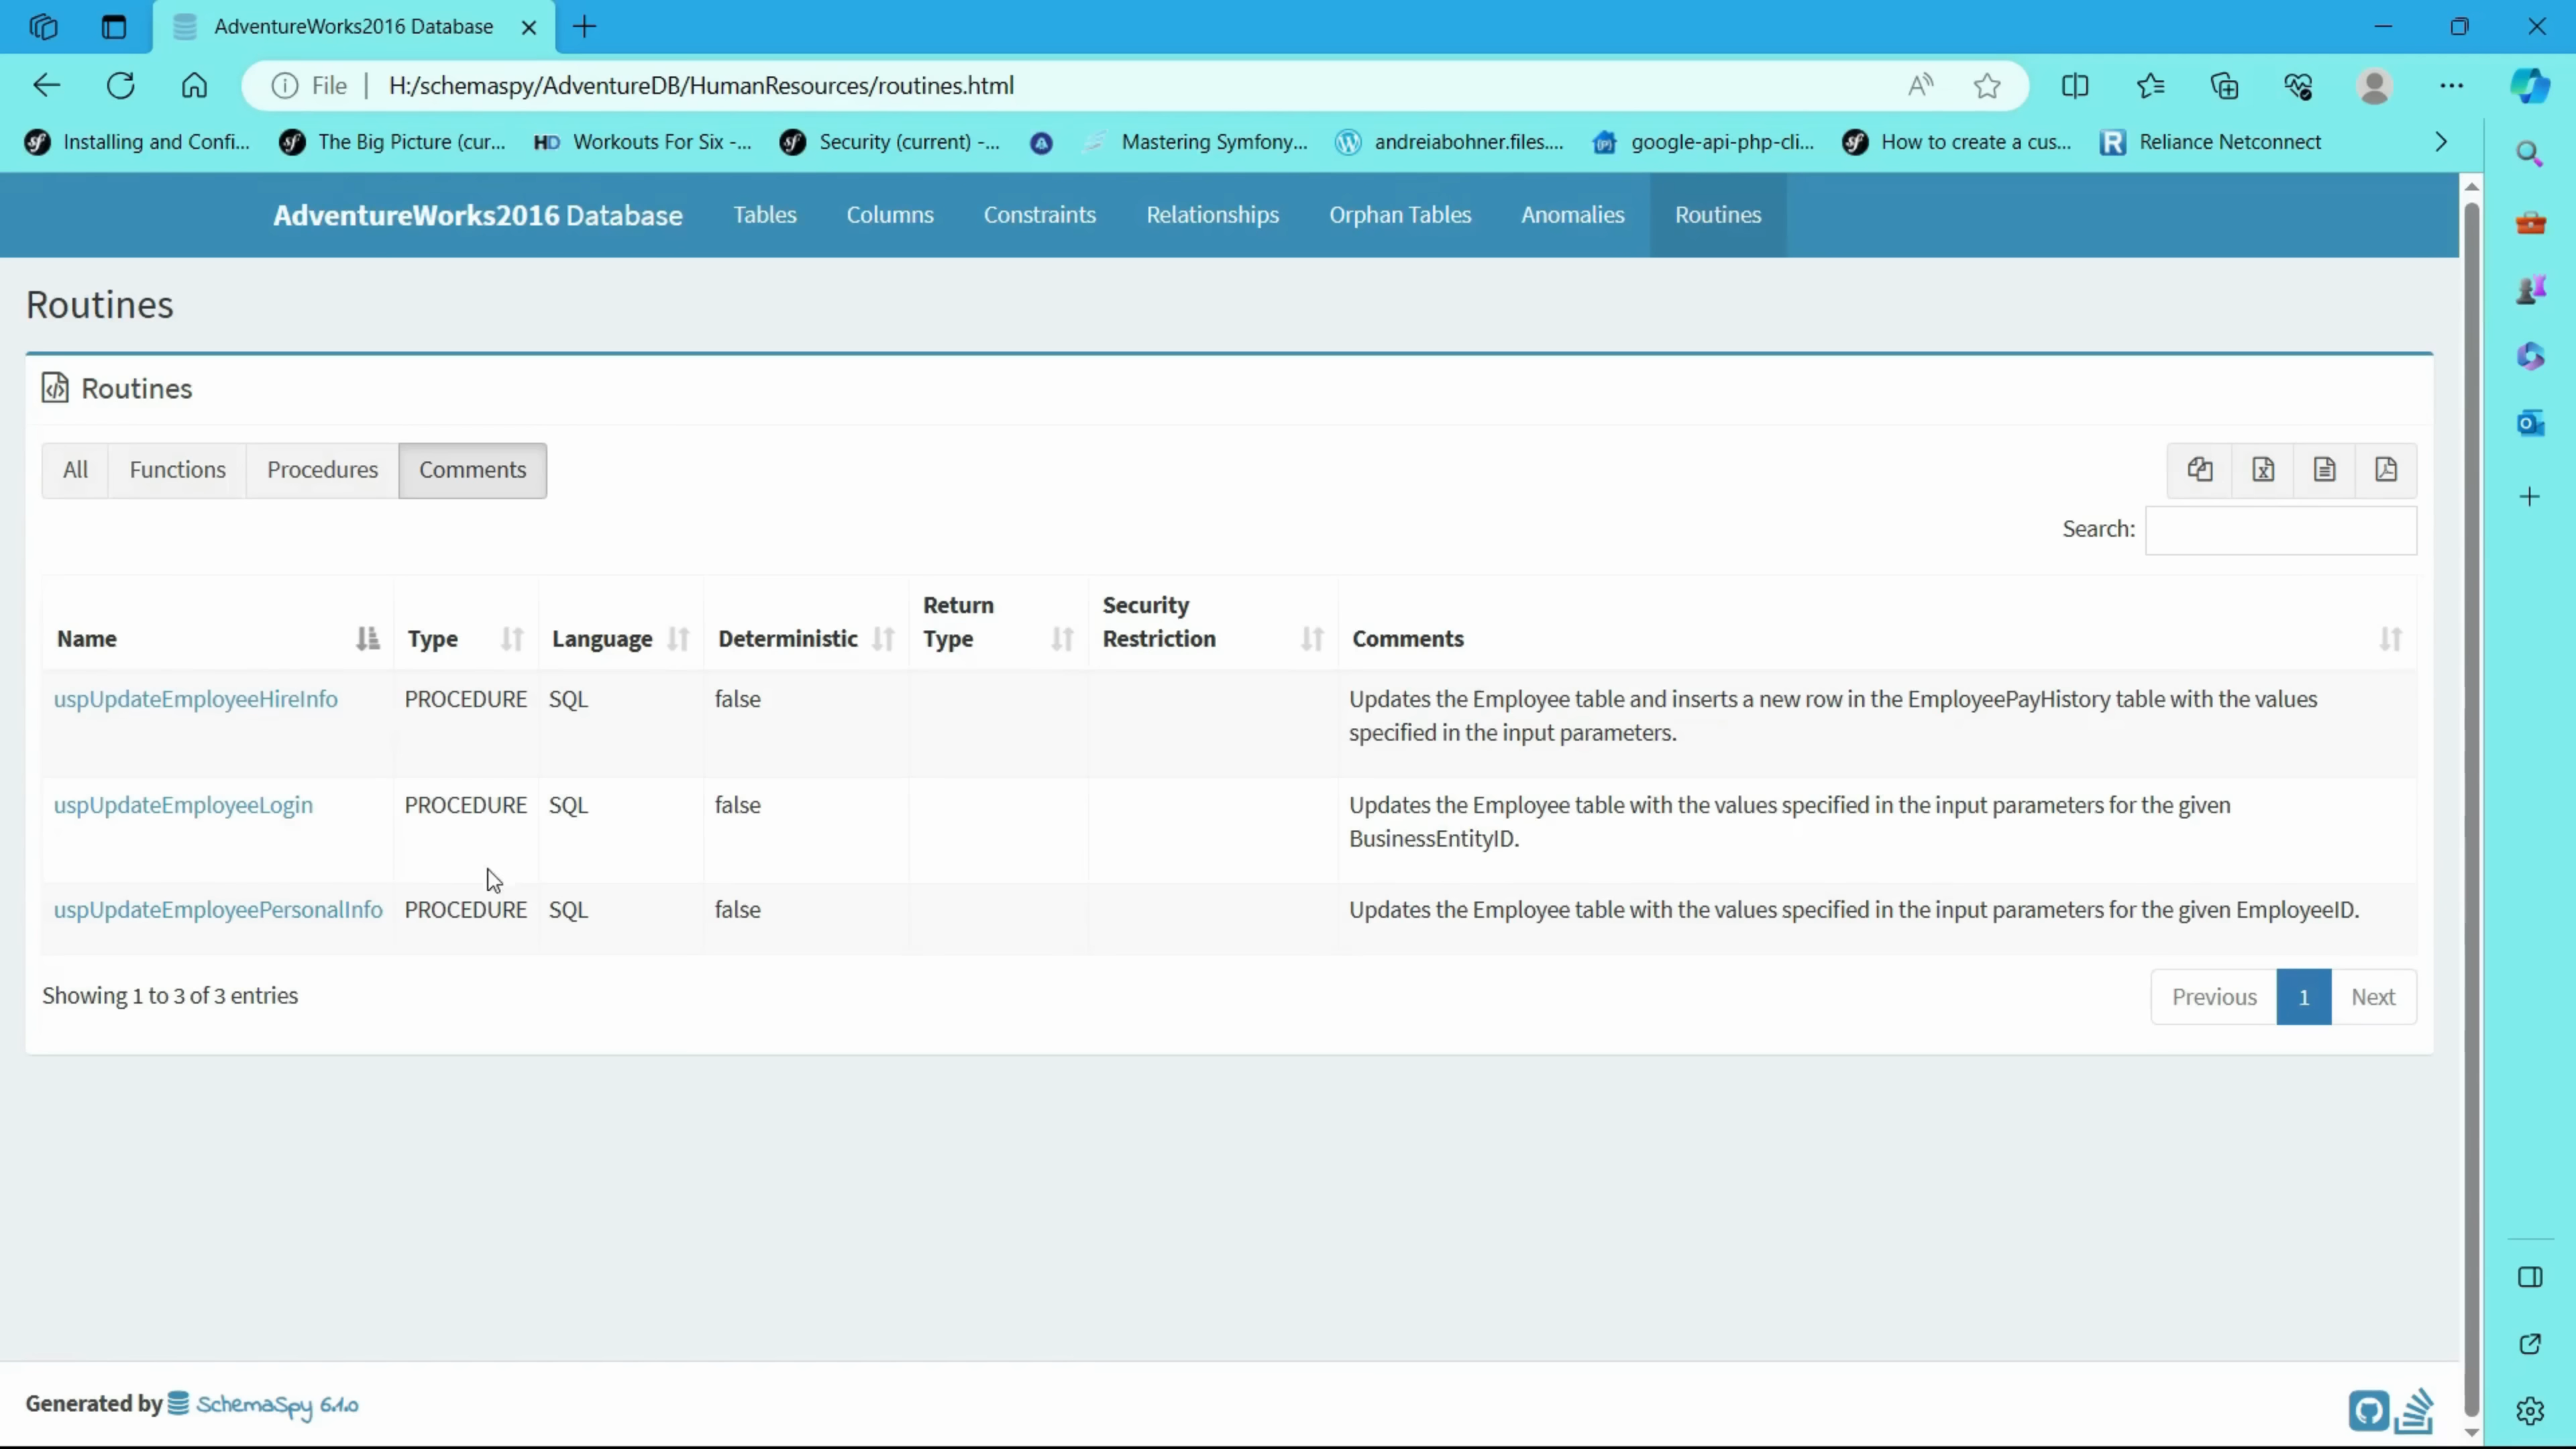 AdventureWorks2016 Database
File | H:/schemaspy/AdventureDB/HumanResources/routines.html
Installing and Confi... The Big Picture (cur... HD Workouts For Six -... Security (current) -... Mastering Symfony... andreiabohner.files.... google-api-php-cli... How to create a cus... R Reliance Netconnect
AdventureWorks2016 Database Tables Columns Constraints Relationships Orphan Tables Anomalies Routines
Routines
Routines
All Functions Procedures Comments
Search:
Name Type Language Deterministic Return Type Security Restriction Comments
uspUpdateEmployeeHireInfo PROCEDURE SQL false Updates the Employee table and inserts a new row in the EmployeePayHistory table with the values
specified in the input parameters.
uspUpdateEmployeeLogin PROCEDURE SQL false Updates the Employee table with the values specified in the input parameters for the given
BusinessEntityID.
uspUpdateEmployeePersonalInfo PROCEDURE SQL false Updates the Employee table with the values specified in the input parameters for the given EmployeeID.
Showing 1 to 3 of 3 entries Previous 1 Next
Generated by SchemaSpy 6.1.0